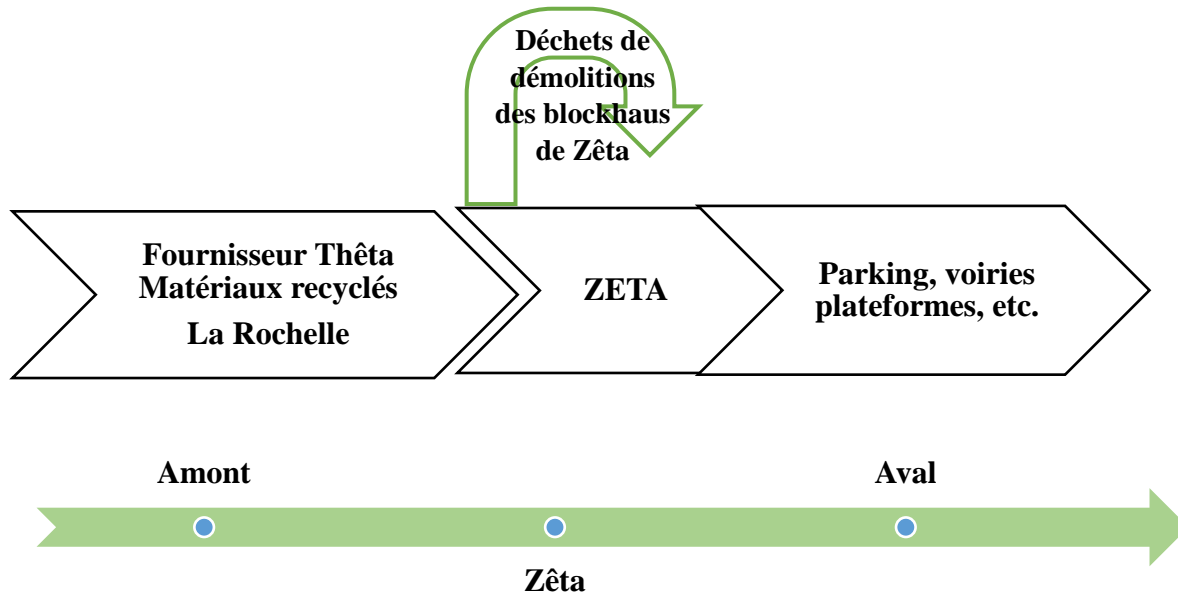 Déchets de
démolitions
des blockhaus
de Zêta
Fournisseur Thêta
Matériaux recyclés
La Rochelle
ZETA
Parking, voiries
plateformes, etc.
Amont
Aval
Zêta